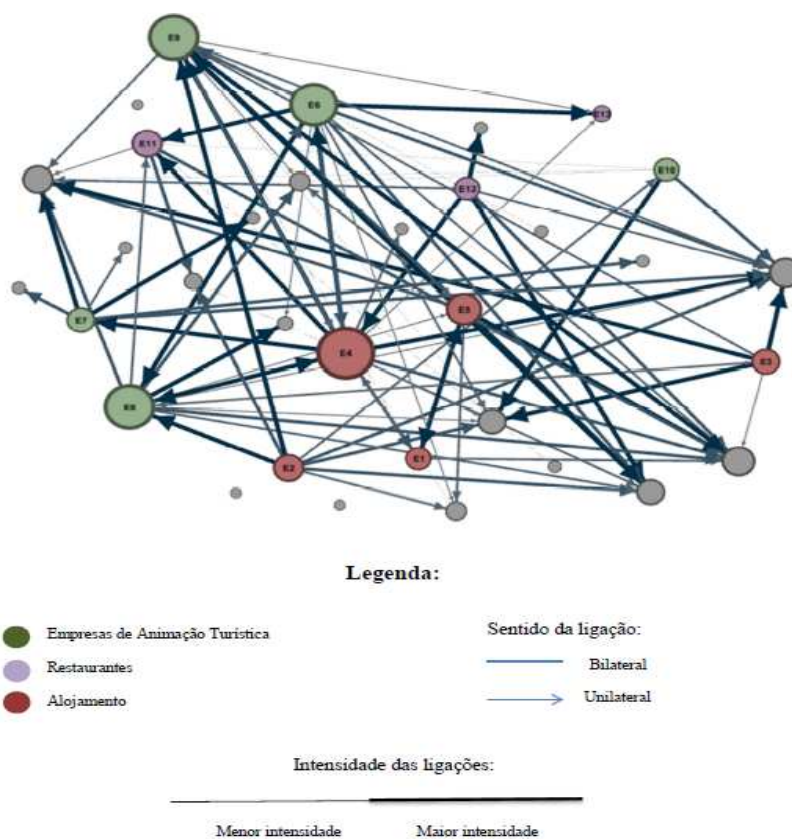 E9
E6
E11
E13
E10
E12
E7
E5
E4
E3
E8
E1
E2
Legenda:
Empresas de Animação Turística
Restaurantes
Alojamento
Sentido da ligação:
Bilateral
Unilateral
Intensidade das ligações:
Menor intensidade
Maior intensidade